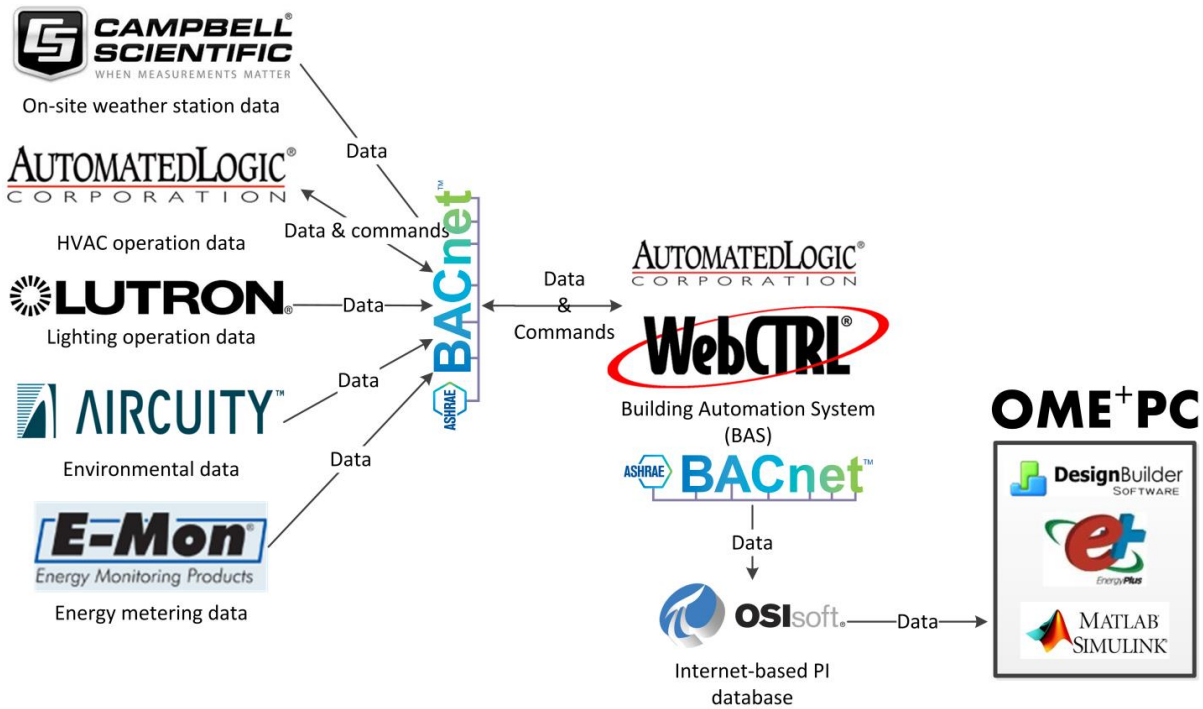 CAMPBELL®
SCIENTIFIC
WHEN MEASUREMENTS MATTER
On-site weather station data
Data
AUTOMATEDLOGIC®
CORPORATION
HVAC operation data
Data & commands
LUTRON®
Lighting operation data
Data
AIRCUITY™
Environmental data
Data
E-Mon®
Energy Monitoring Products
Energy metering data
Data
ASHRAE BACnet™
Data
&
Commands
AUTOMATEDLOGIC®
CORPORATION
WebCTRL®
Building Automation System
(BAS)
ASHRAE BACnet™
Data
OSIsoft®
Internet-based PI
database
Data
OME+PC
DesignBuilder
SOFTWARE
e+
EnergyPlus
MATLAB®
SIMULINK®